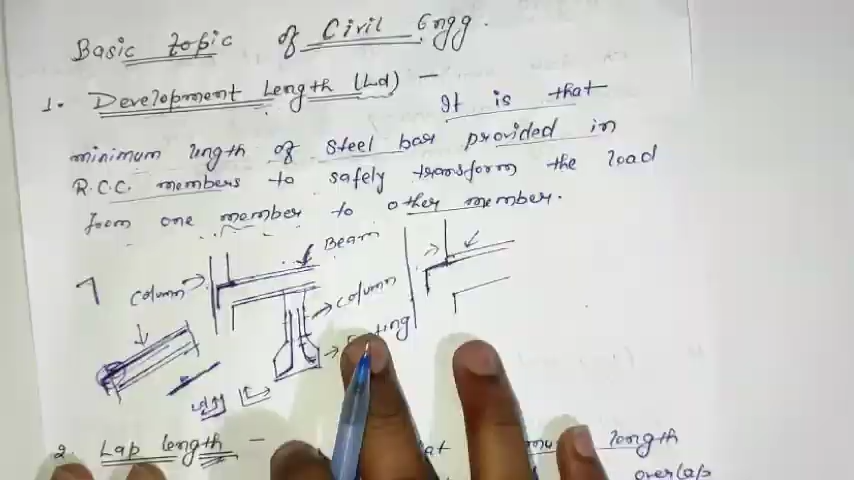 Basic topic of Civil Engg.
1. Development Length (Ld) —
It is that
minimum length of steel bar provided in
R.C.C. members to safely transform the load
from one member to other member.
Beam
Column
Column
2. Lap length —
length
overlap